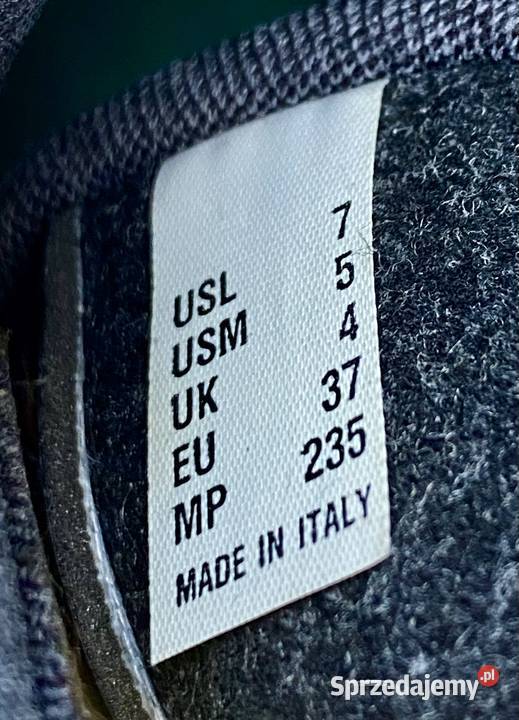 USL 7
USM 5
UK 4
EU 37
MP 235
MADE IN ITALY
Sprzedajemy.pl